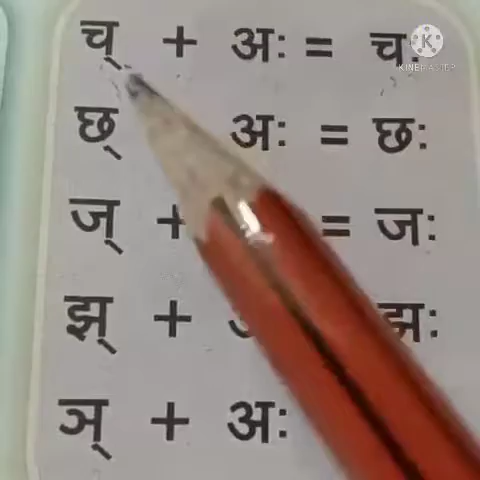 च् + अः = चः
KINEMASTER
छ् अः = छः
ज् + = जः
झ् + झः
ञ् + अः